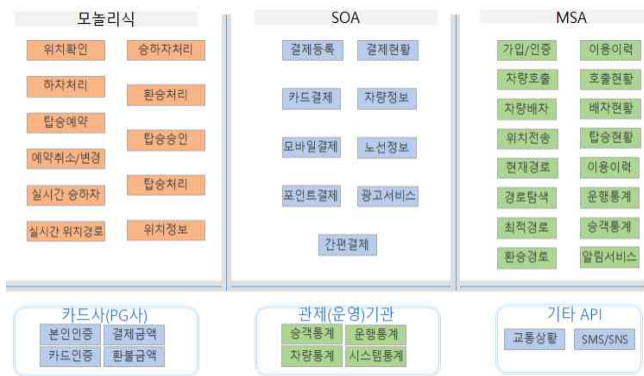 모놀리식
위치확인
승하차처리
하차처리
환승처리
탑승예약
탑승승인
예약취소/변경
탑승처리
실시간 승하차
실시간 위치경로
위치정보
SOA
결제등록
결제현황
카드결제
차량정보
모바일결제
노선정보
포인트결제
광고서비스
간편결제
MSA
가입/인증
이용이력
차량호출
호출현황
차량배차
배차현황
위치전송
탑승현황
현재경로
이용이력
경로탐색
운행통계
최적경로
승객통계
환승경로
알림서비스
카드사(PG사)
본인인증
결제금액
카드인증
환불금액
관제(운영)기관
승객통계
운행통계
차량통계
시스템통계
기타 API
교통상황
SMS/SNS